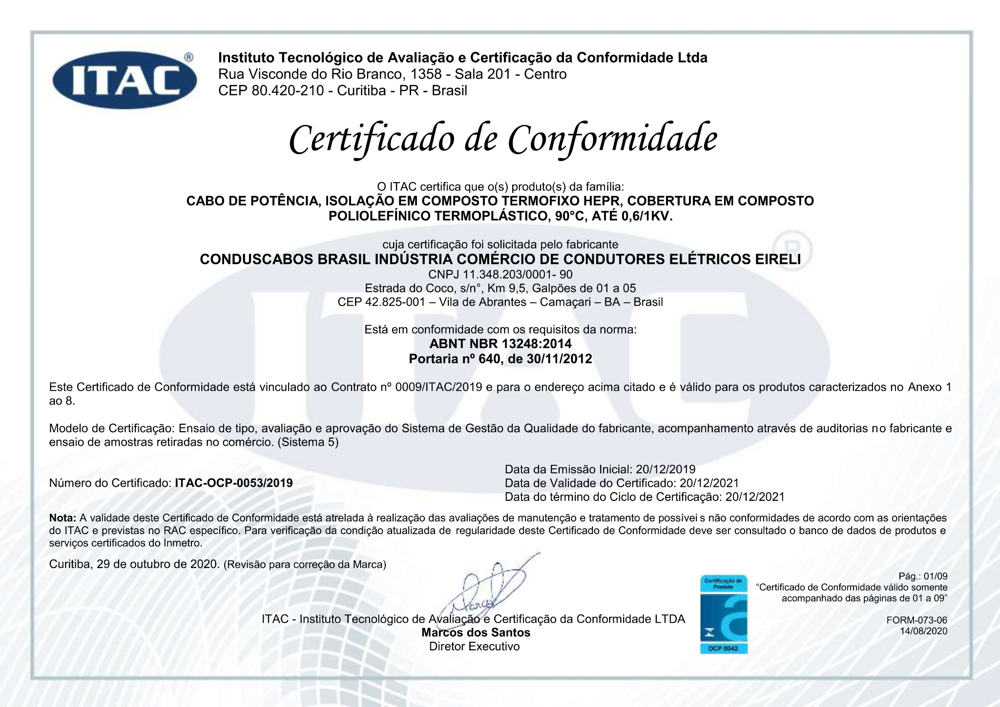 ITAC ®
Instituto Tecnológico de Avaliação e Certificação da Conformidade Ltda
Rua Visconde do Rio Branco, 1358 - Sala 201 - Centro
CEP 80.420-210 - Curitiba - PR - Brasil
Certificado de Conformidade
O ITAC certifica que o(s) produto(s) da família:
CABO DE POTÊNCIA, ISOLAÇÃO EM COMPOSTO TERMOFIXO HEPR, COBERTURA EM COMPOSTO
POLIOLEFÍNICO TERMOPLÁSTICO, 90°C, ATÉ 0,6/1KV.
cuja certificação foi solicitada pelo fabricante
CONDUSCABOS BRASIL INDÚSTRIA COMÉRCIO DE CONDUTORES ELÉTRICOS EIRELI
CNPJ 11.348.203/0001- 90
Estrada do Coco, s/n°, Km 9,5, Galpões de 01 a 05
CEP 42.825-001 – Vila de Abrantes – Camaçari – BA – Brasil
Está em conformidade com os requisitos da norma:
ABNT NBR 13248:2014
Portaria nº 640, de 30/11/2012
ITAC ®
Este Certificado de Conformidade está vinculado ao Contrato nº 0009/ITAC/2019 e para o endereço acima citado e é válido para os produtos caracterizados no Anexo 1
ao 8.
Modelo de Certificação: Ensaio de tipo, avaliação e aprovação do Sistema de Gestão da Qualidade do fabricante, acompanhamento através de auditorias no fabricante e
ensaio de amostras retiradas no comércio. (Sistema 5)
Número do Certificado: ITAC-OCP-0053/2019
Data da Emissão Inicial: 20/12/2019
Data de Validade do Certificado: 20/12/2021
Data do término do Ciclo de Certificação: 20/12/2021
Nota: A validade deste Certificado de Conformidade está atrelada à realização das avaliações de manutenção e tratamento de possívei s não conformidades de acordo com as orientações
do ITAC e previstas no RAC específico. Para verificação da condição atualizada de regularidade deste Certificado de Conformidade deve ser consultado o banco de dados de produtos e
serviços certificados do Inmetro.
Curitiba, 29 de outubro de 2020. (Revisão para correção da Marca)
Marcos
ITAC - Instituto Tecnológico de Avaliação e Certificação da Conformidade LTDA
Marcos dos Santos
Diretor Executivo
Certificação de
Produto
OCP 0042
Pág.: 01/09
“Certificado de Conformidade válido somente
acompanhado das páginas de 01 a 09”
FORM-073-06
14/08/2020